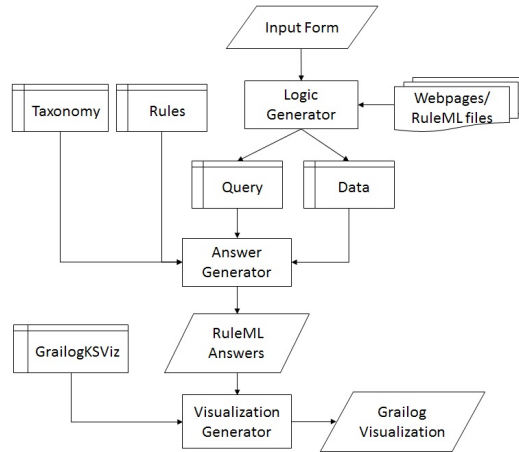 Input Form
Logic
Generator
Webpages/
RuleML files
Taxonomy
Rules
Query
Data
Answer
Generator
RuleML
Answers
GrailogKSViz
Visualization
Generator
Grailog
Visualization